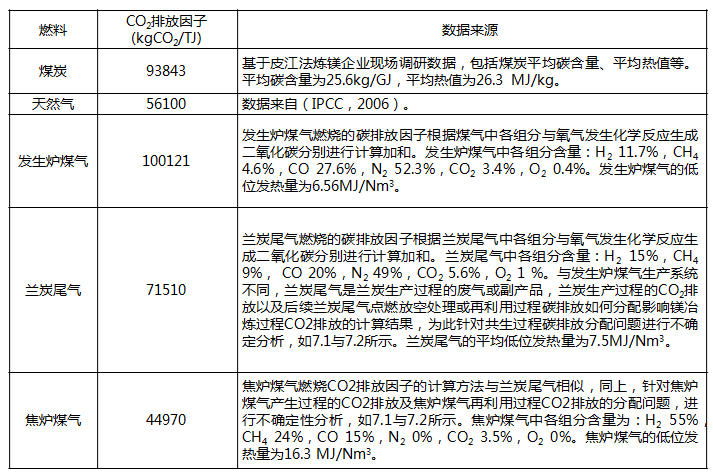 燃料
CO2排放因子
(kgCO2/TJ)
数据来源
煤炭
93843
基于皮江法炼镁企业现场调研数据，包括煤炭平均碳含量、平均热值等。
平均碳含量为25.6kg/GJ，平均热值为26.3 MJ/kg。
天然气
56100
数据来自（IPCC，2006）。
发生炉煤气
100121
发生炉煤气燃烧的碳排放因子根据煤气中各组分与氧气发生化学反应生成
二氧化碳分别进行计算加和。发生炉煤气中各组分含量：H2 11.7%，CH4
4.6%，CO 27.6%，N2 52.3%，CO2 3.4%，O2 0.4%。发生炉煤气的低
位发热量为6.56MJ/Nm3。
兰炭尾气
71510
兰炭尾气燃烧的碳排放因子根据兰炭尾气中各组分与氧气发生化学反应生
成二氧化碳分别进行计算加和。兰炭尾气中各组分含量：H2 15%，CH4
9%， CO 20%，N2 49%，CO2 5.6%，O2 1 %。与发生炉煤气生产系统
不同，兰炭尾气是兰炭生产过程的废气或副产品，兰炭生产过程的CO2排
放以及后续兰炭尾气点燃放空处理或再利用过程碳排放如何分配影响镁冶
炼过程CO2排放的计算结果，为此针对共生过程碳排放分配问题进行不确
定分析，如7.1与7.2所示。兰炭尾气的平均低位发热量为7.5MJ/Nm3。
焦炉煤气
44970
焦炉煤气燃烧CO2排放因子的计算方法与兰炭尾气相似，同上，针对焦炉
煤气产生过程的CO2排放及焦炉煤气再利用过程CO2排放的分配问题，进
行不确定性分析，如7.1与7.2所示。焦炉煤气中各组分含量为：H2 55%，
CH4 24%，CO 15%，N2 0%，CO2 3.5%，O2 0%。焦炉煤气的低位发
热量为16.3 MJ/Nm3。